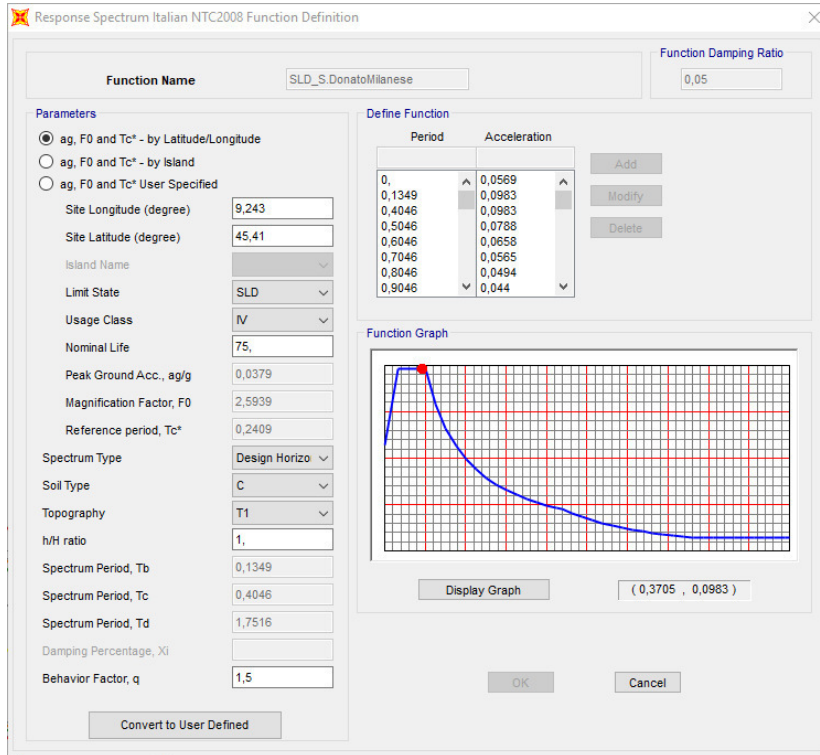 Response Spectrum Italian NTC2008 Function Definition
Function Name
SLD_S.DonatoMilanese
Function Damping Ratio
0,05
Parameters
ag, F0 and Tc* - by Latitude/Longitude
ag, F0 and Tc* - by Island
ag, F0 and Tc* User Specified
Site Longitude (degree) 9,243
Site Latitude (degree) 45,41
Island Name
Limit State SLD
Usage Class IV
Nominal Life 75,
Peak Ground Acc., ag/g 0,0379
Magnification Factor, F0 2,5939
Reference period, Tc* 0,2409
Spectrum Type Design Horizo
Soil Type C
Topography T1
h/H ratio 1,
Spectrum Period, Tb 0,1349
Spectrum Period, Tc 0,4046
Spectrum Period, Td 1,7516
Damping Percentage, Xi
Behavior Factor, q 1,5
Convert to User Defined
Define Function
Period Acceleration
0, 0,0569
0,1349 0,0983
0,4046 0,0983
0,5046 0,0788
0,6046 0,0658
0,7046 0,0565
0,8046 0,0494
0,9046 0,044
Add
Modify
Delete
Function Graph
Display Graph
( 0,3705 , 0,0983 )
OK
Cancel